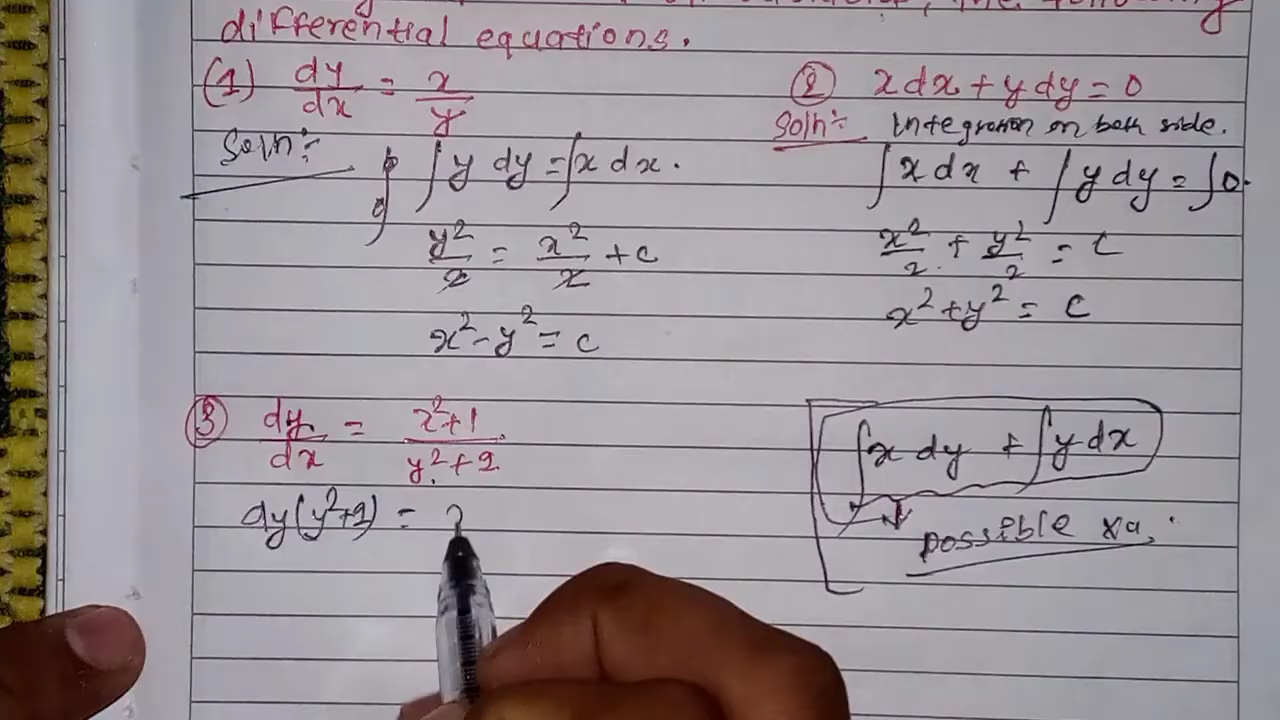 differential equations.
(1) dy/dx = x/y
Soln:-
∫y dy = ∫x dx.
y²/2 = x²/2 + c
x² - y² = c
② x dx + y dy = 0
Soln:- Integration on both side.
∫x dx + ∫y dy = ∫0.
x²/2 + y²/2 = c
x² + y² = c
③ dy/dx = x²+1/y²+2
dy(y²+2) =
∫x dy + ∫y dx
possible